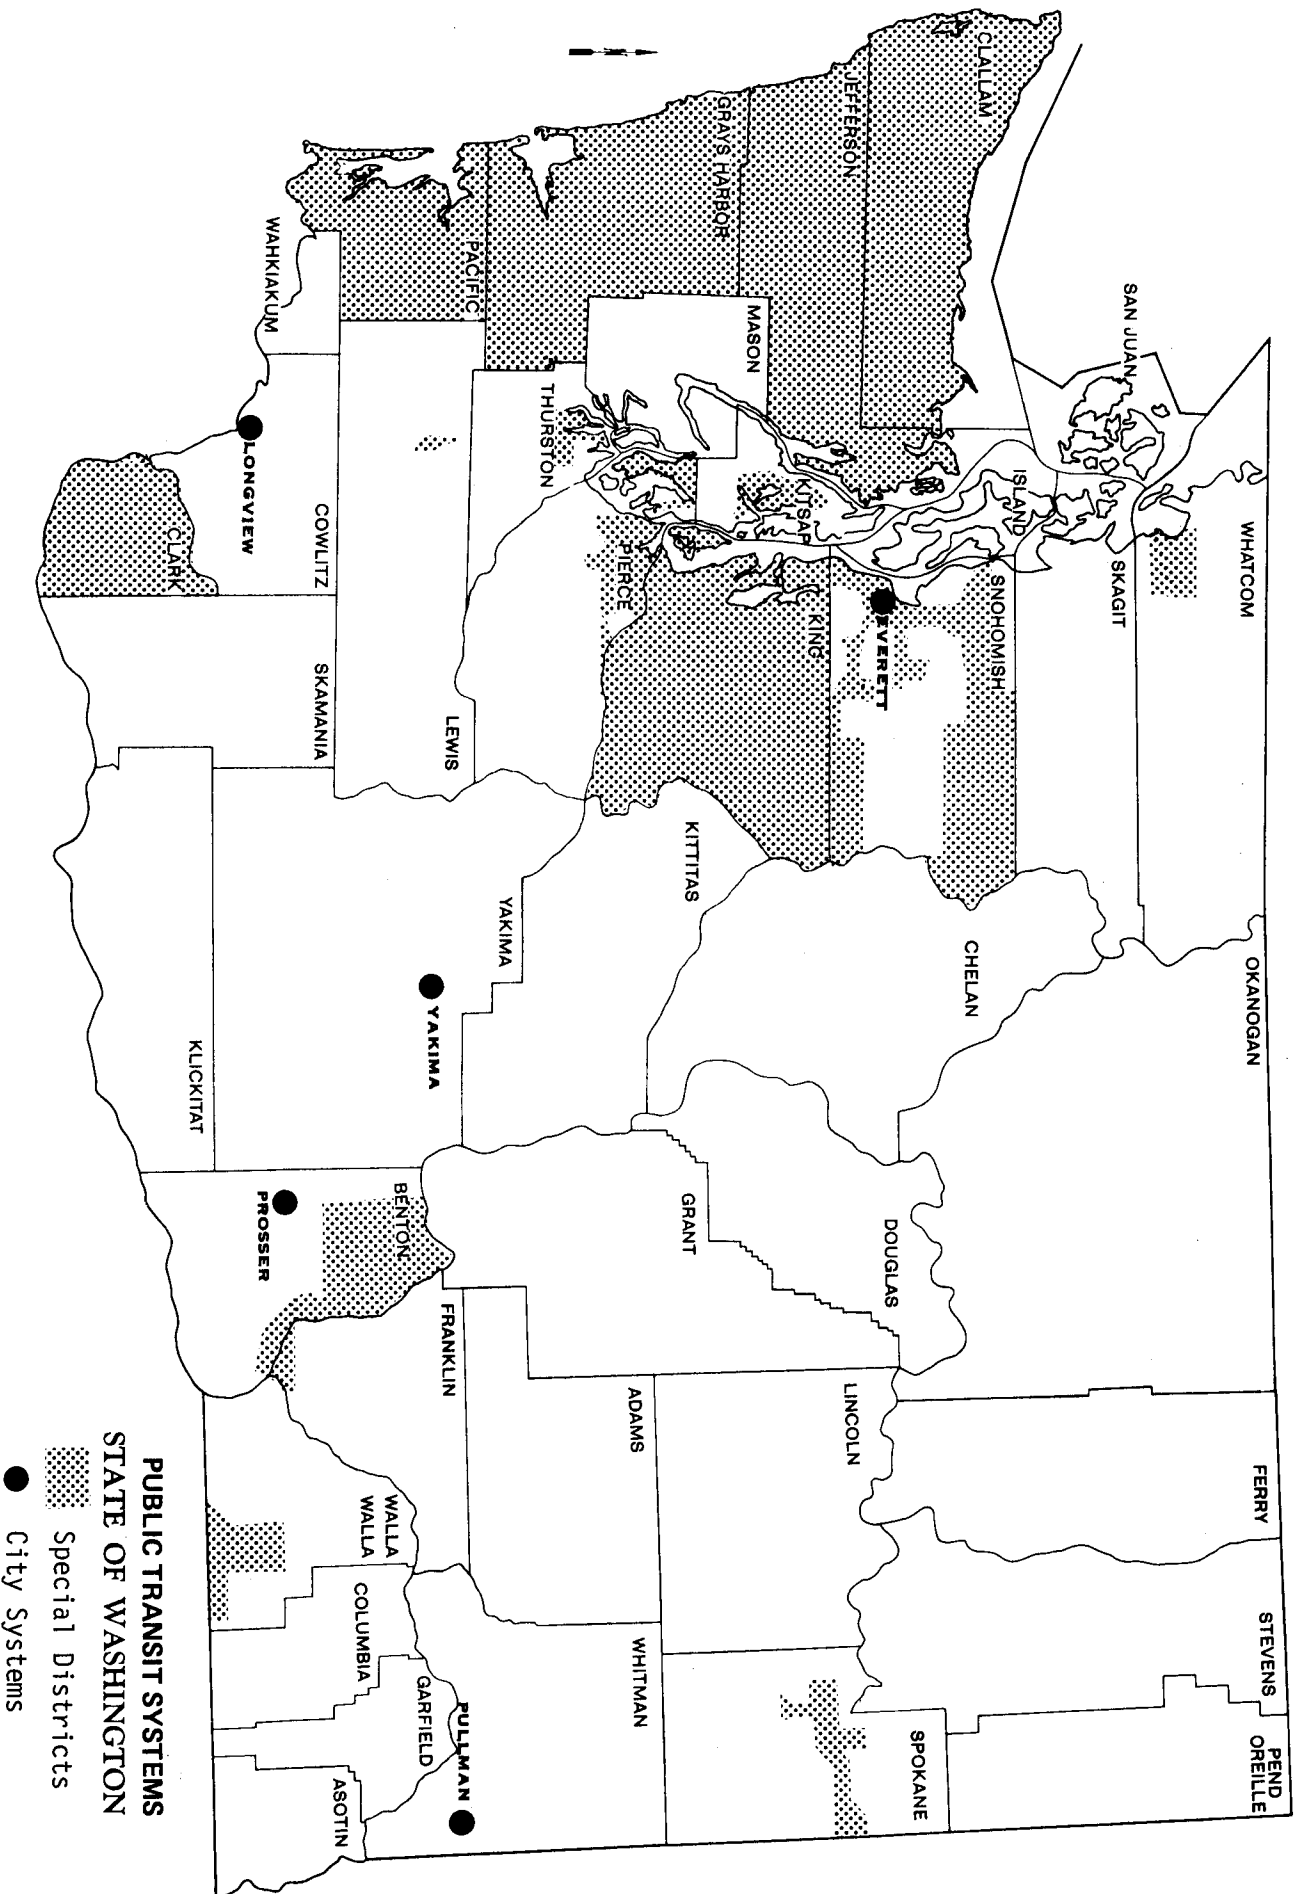 CLALLAM
JEFFERSON
GRAYS HARBOR
PACIFIC
WAHKIAKUM
MASON
THURSTON
SAN JUAN
ISLAND
KITSAP
PIERCE
KING
SNOHOMISH
EVERETT
SKAGIT
WHATCOM
LONGVIEW
COWLITZ
CLARK
SKAMANIA
LEWIS
KITTITAS
YAKIMA
YAKIMA
KLICKITAT
CHELAN
OKANOGAN
DOUGLAS
GRANT
BENTON
PROSSER
FRANKLIN
ADAMS
LINCOLN
FERRY
STEVENS
PEND
OREILLE
SPOKANE
WHITMAN
PULLMAN
WALLA
WALLA
COLUMBIA
GARFIELD
ASOTIN
PUBLIC TRANSIT SYSTEMS
STATE OF WASHINGTON
Special Districts
City Systems